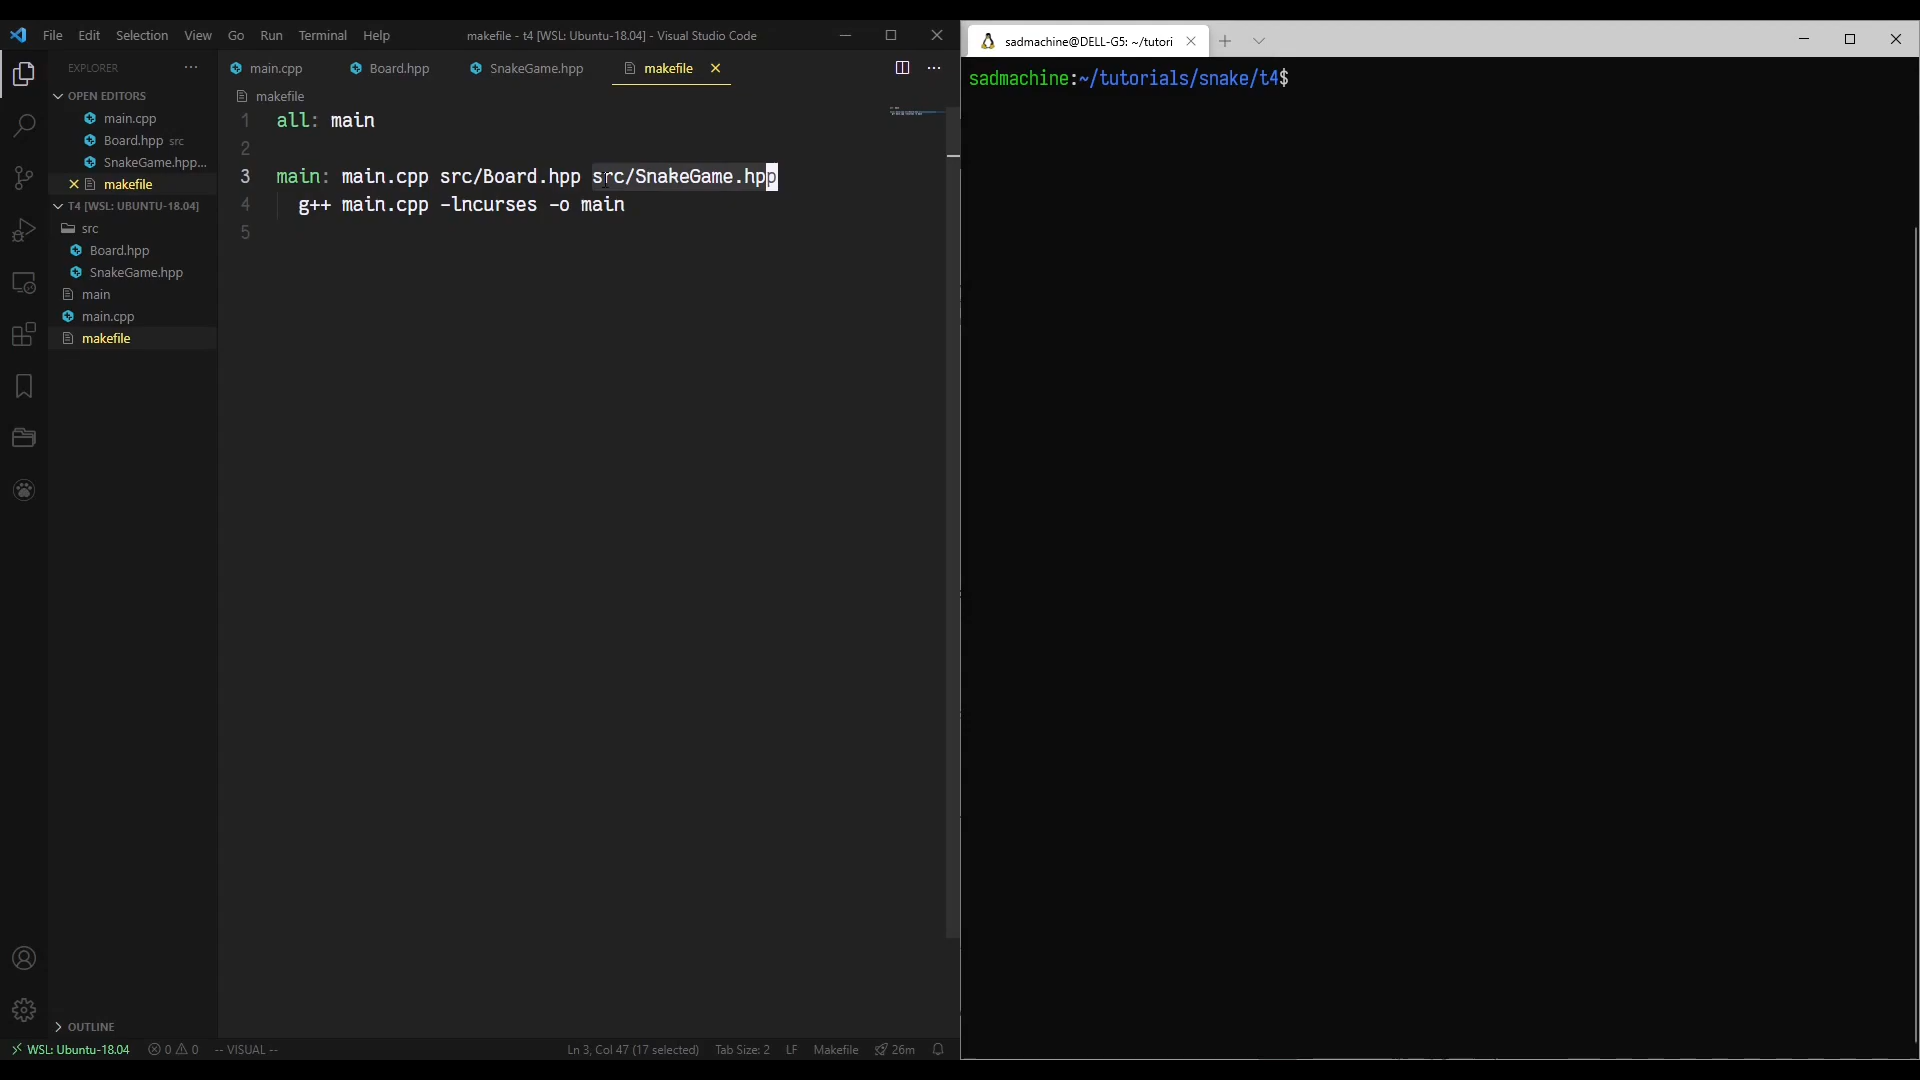 File Edit Selection View Go Run Terminal Help
makefile - t4 [WSL: Ubuntu-18.04] - Visual Studio Code
EXPLORER ···
OPEN EDITORS
main.cpp
Board.hpp src
SnakeGame.hpp...
makefile
T4 [WSL: UBUNTU-18.04]
src
Board.hpp
SnakeGame.hpp
main
main.cpp
makefile
OUTLINE
main.cpp Board.hpp SnakeGame.hpp makefile
makefile
1 all: main
2
3 main: main.cpp src/Board.hpp src/SnakeGame.hpp
4 g++ main.cpp -lncurses -o main
5
WSL: Ubuntu-18.04 0 0 -- VISUAL -- Ln 3, Col 47 (17 selected) Tab Size: 2 LF Makefile 26m
sadmachine@DELL-G5: ~/tutori
sadmachine:~/tutorials/snake/t4$